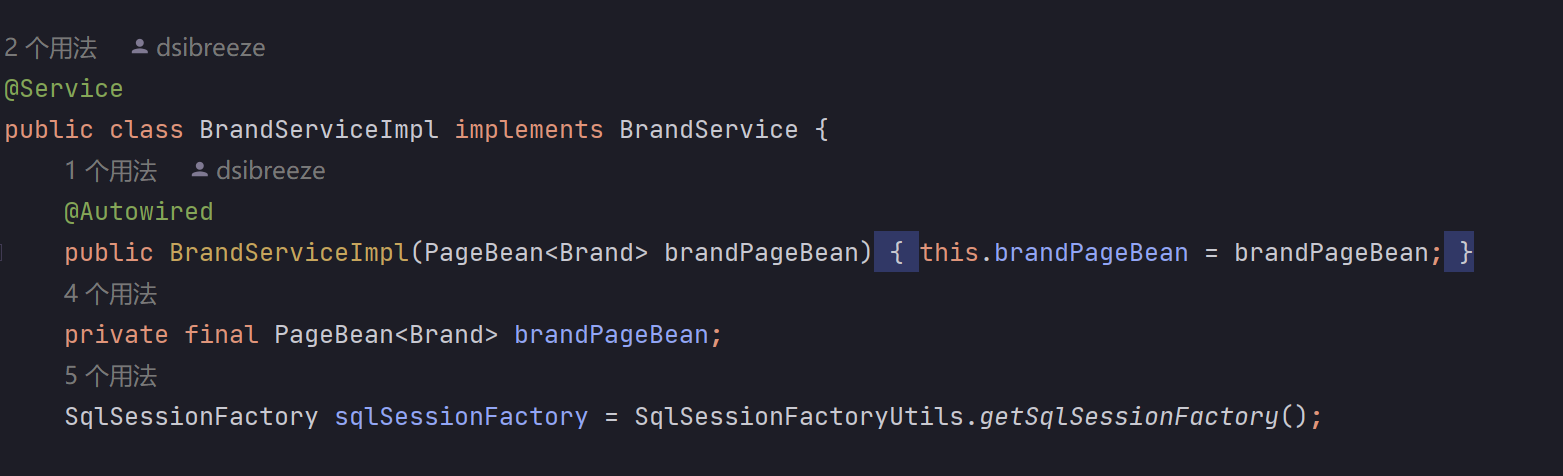 2 个用法 dsibreeze
@Service
public class BrandServiceImpl implements BrandService {
1 个用法 dsibreeze
@Autowired
public BrandServiceImpl(PageBean<Brand> brandPageBean) { this.brandPageBean = brandPageBean; }
4 个用法
private final PageBean<Brand> brandPageBean;
5 个用法
SqlSessionFactory sqlSessionFactory = SqlSessionFactoryUtils.getSqlSessionFactory();